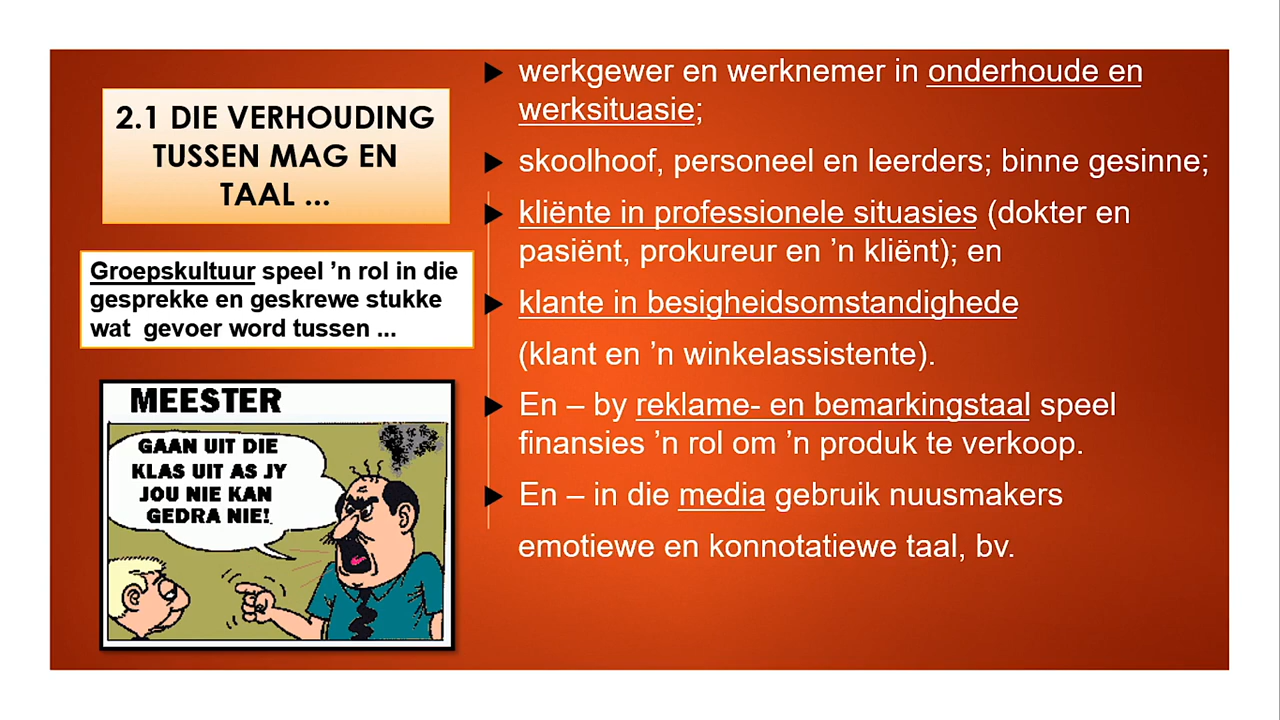 2.1 DIE VERHOUDING
TUSSEN MAG EN
TAAL ...
Groepskultuur speel ’n rol in die
gesprekke en geskrewe stukke
wat gevoer word tussen ...
MEESTER
GAAN UIT DIE
KLAS UIT AS JY
JOU NIE KAN
GEDRA NIE!
werkgewer en werknemer in onderhoude en
werksituasie;
skoolhoof, personeel en leerders; binne gesinne;
kliënte in professionele situasies (dokter en
pasiënt, prokureur en ’n kliënt); en
klante in besigheidsomstandighede
(klant en ’n winkelassistente).
En – by reklame- en bemarkingstaal speel
finansies ’n rol om ’n produk te verkoop.
En – in die media gebruik nuusmakers
emotiewe en konnotatiewe taal, bv.